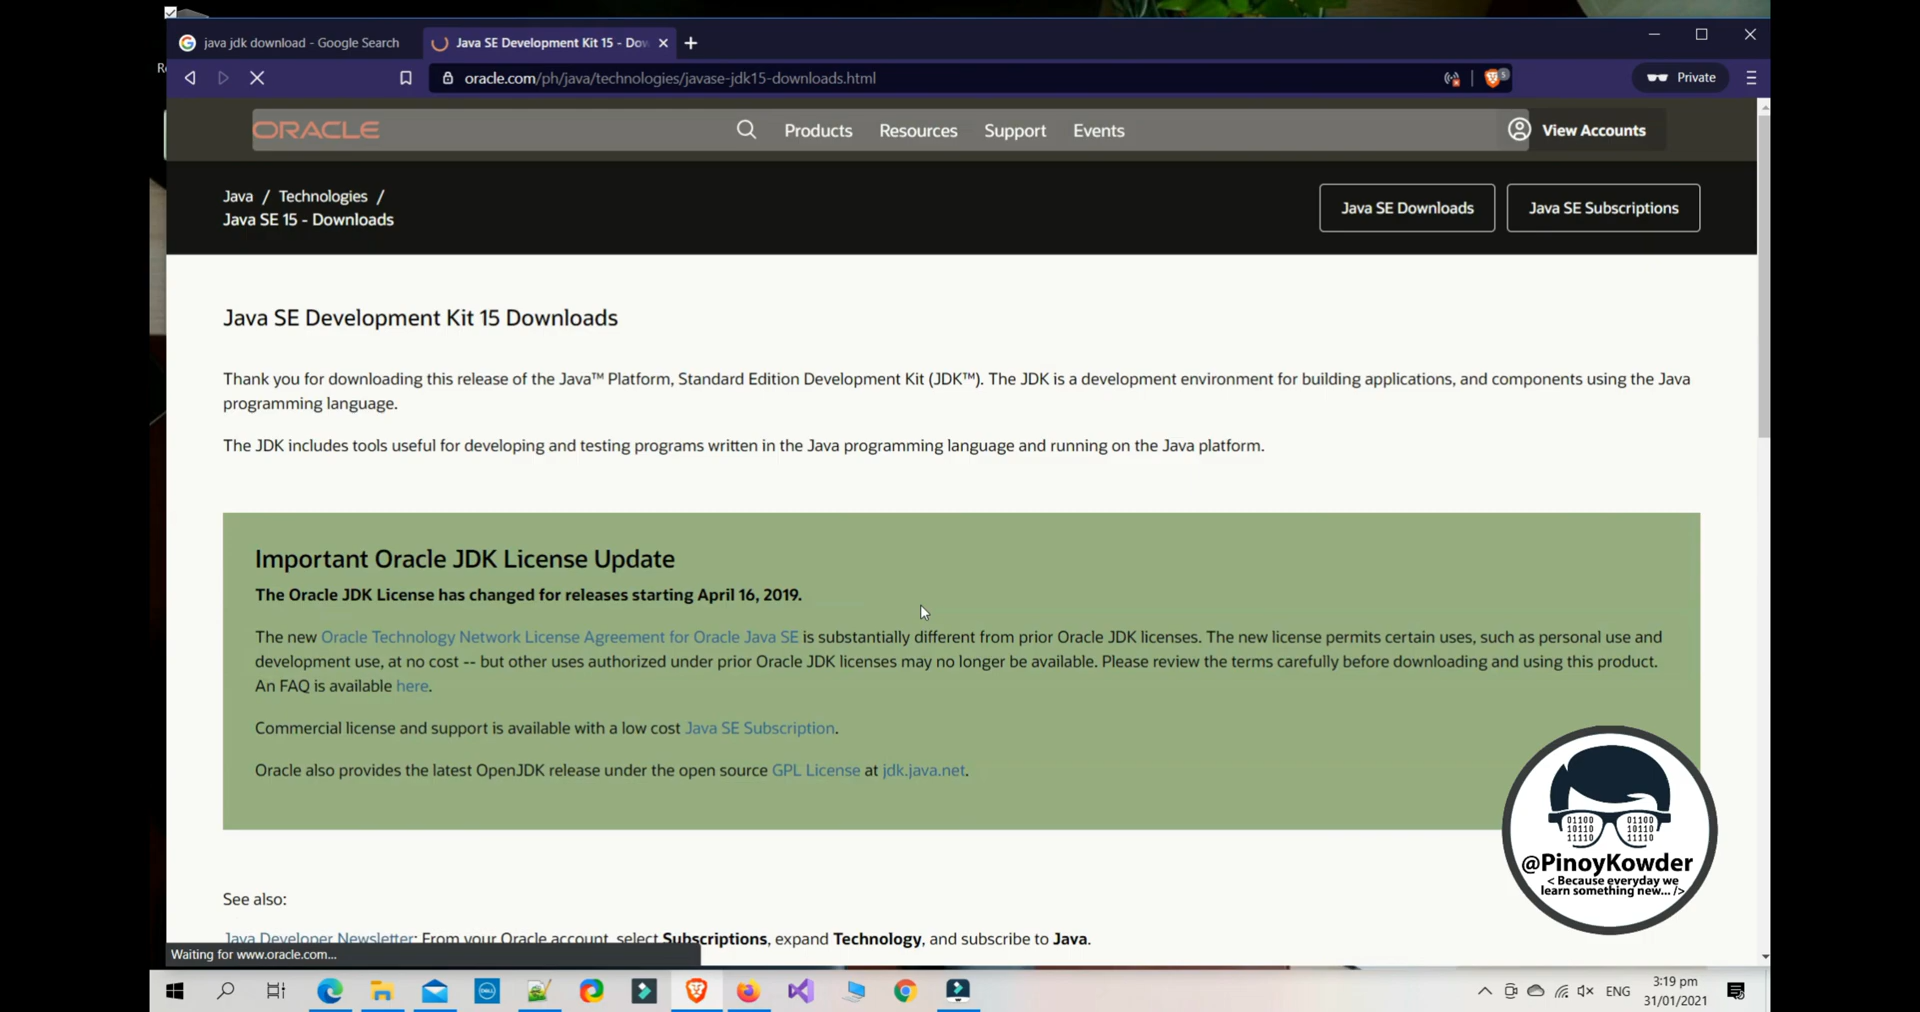 java jdk download - Google Search
Java SE Development Kit 15 - Dow
oracle.com/ph/java/technologies/javase-jdk15-downloads.html
5
Private
ORACLE
Products
Resources
Support
Events
View Accounts
Java / Technologies /
Java SE 15 - Downloads
Java SE Downloads
Java SE Subscriptions
Java SE Development Kit 15 Downloads
Thank you for downloading this release of the Java™ Platform, Standard Edition Development Kit (JDK™). The JDK is a development environment for building applications, and components using the Java
programming language.
The JDK includes tools useful for developing and testing programs written in the Java programming language and running on the Java platform.
Important Oracle JDK License Update
The Oracle JDK License has changed for releases starting April 16, 2019.
The new Oracle Technology Network License Agreement for Oracle Java SE is substantially different from prior Oracle JDK licenses. The new license permits certain uses, such as personal use and
development use, at no cost -- but other uses authorized under prior Oracle JDK licenses may no longer be available. Please review the terms carefully before downloading and using this product.
An FAQ is available here.
Commercial license and support is available with a low cost Java SE Subscription.
Oracle also provides the latest OpenJDK release under the open source GPL License at jdk.java.net.
01100 01100
10110 10110
11110 11110
@PinoyKowder
< Because everyday we
learn something new... />
See also:
Java Developer Newsletter: From your Oracle account, select Subscriptions, expand Technology, and subscribe to Java.
Waiting for www.oracle.com...
DELL
ENG
3:19 pm
31/01/2021